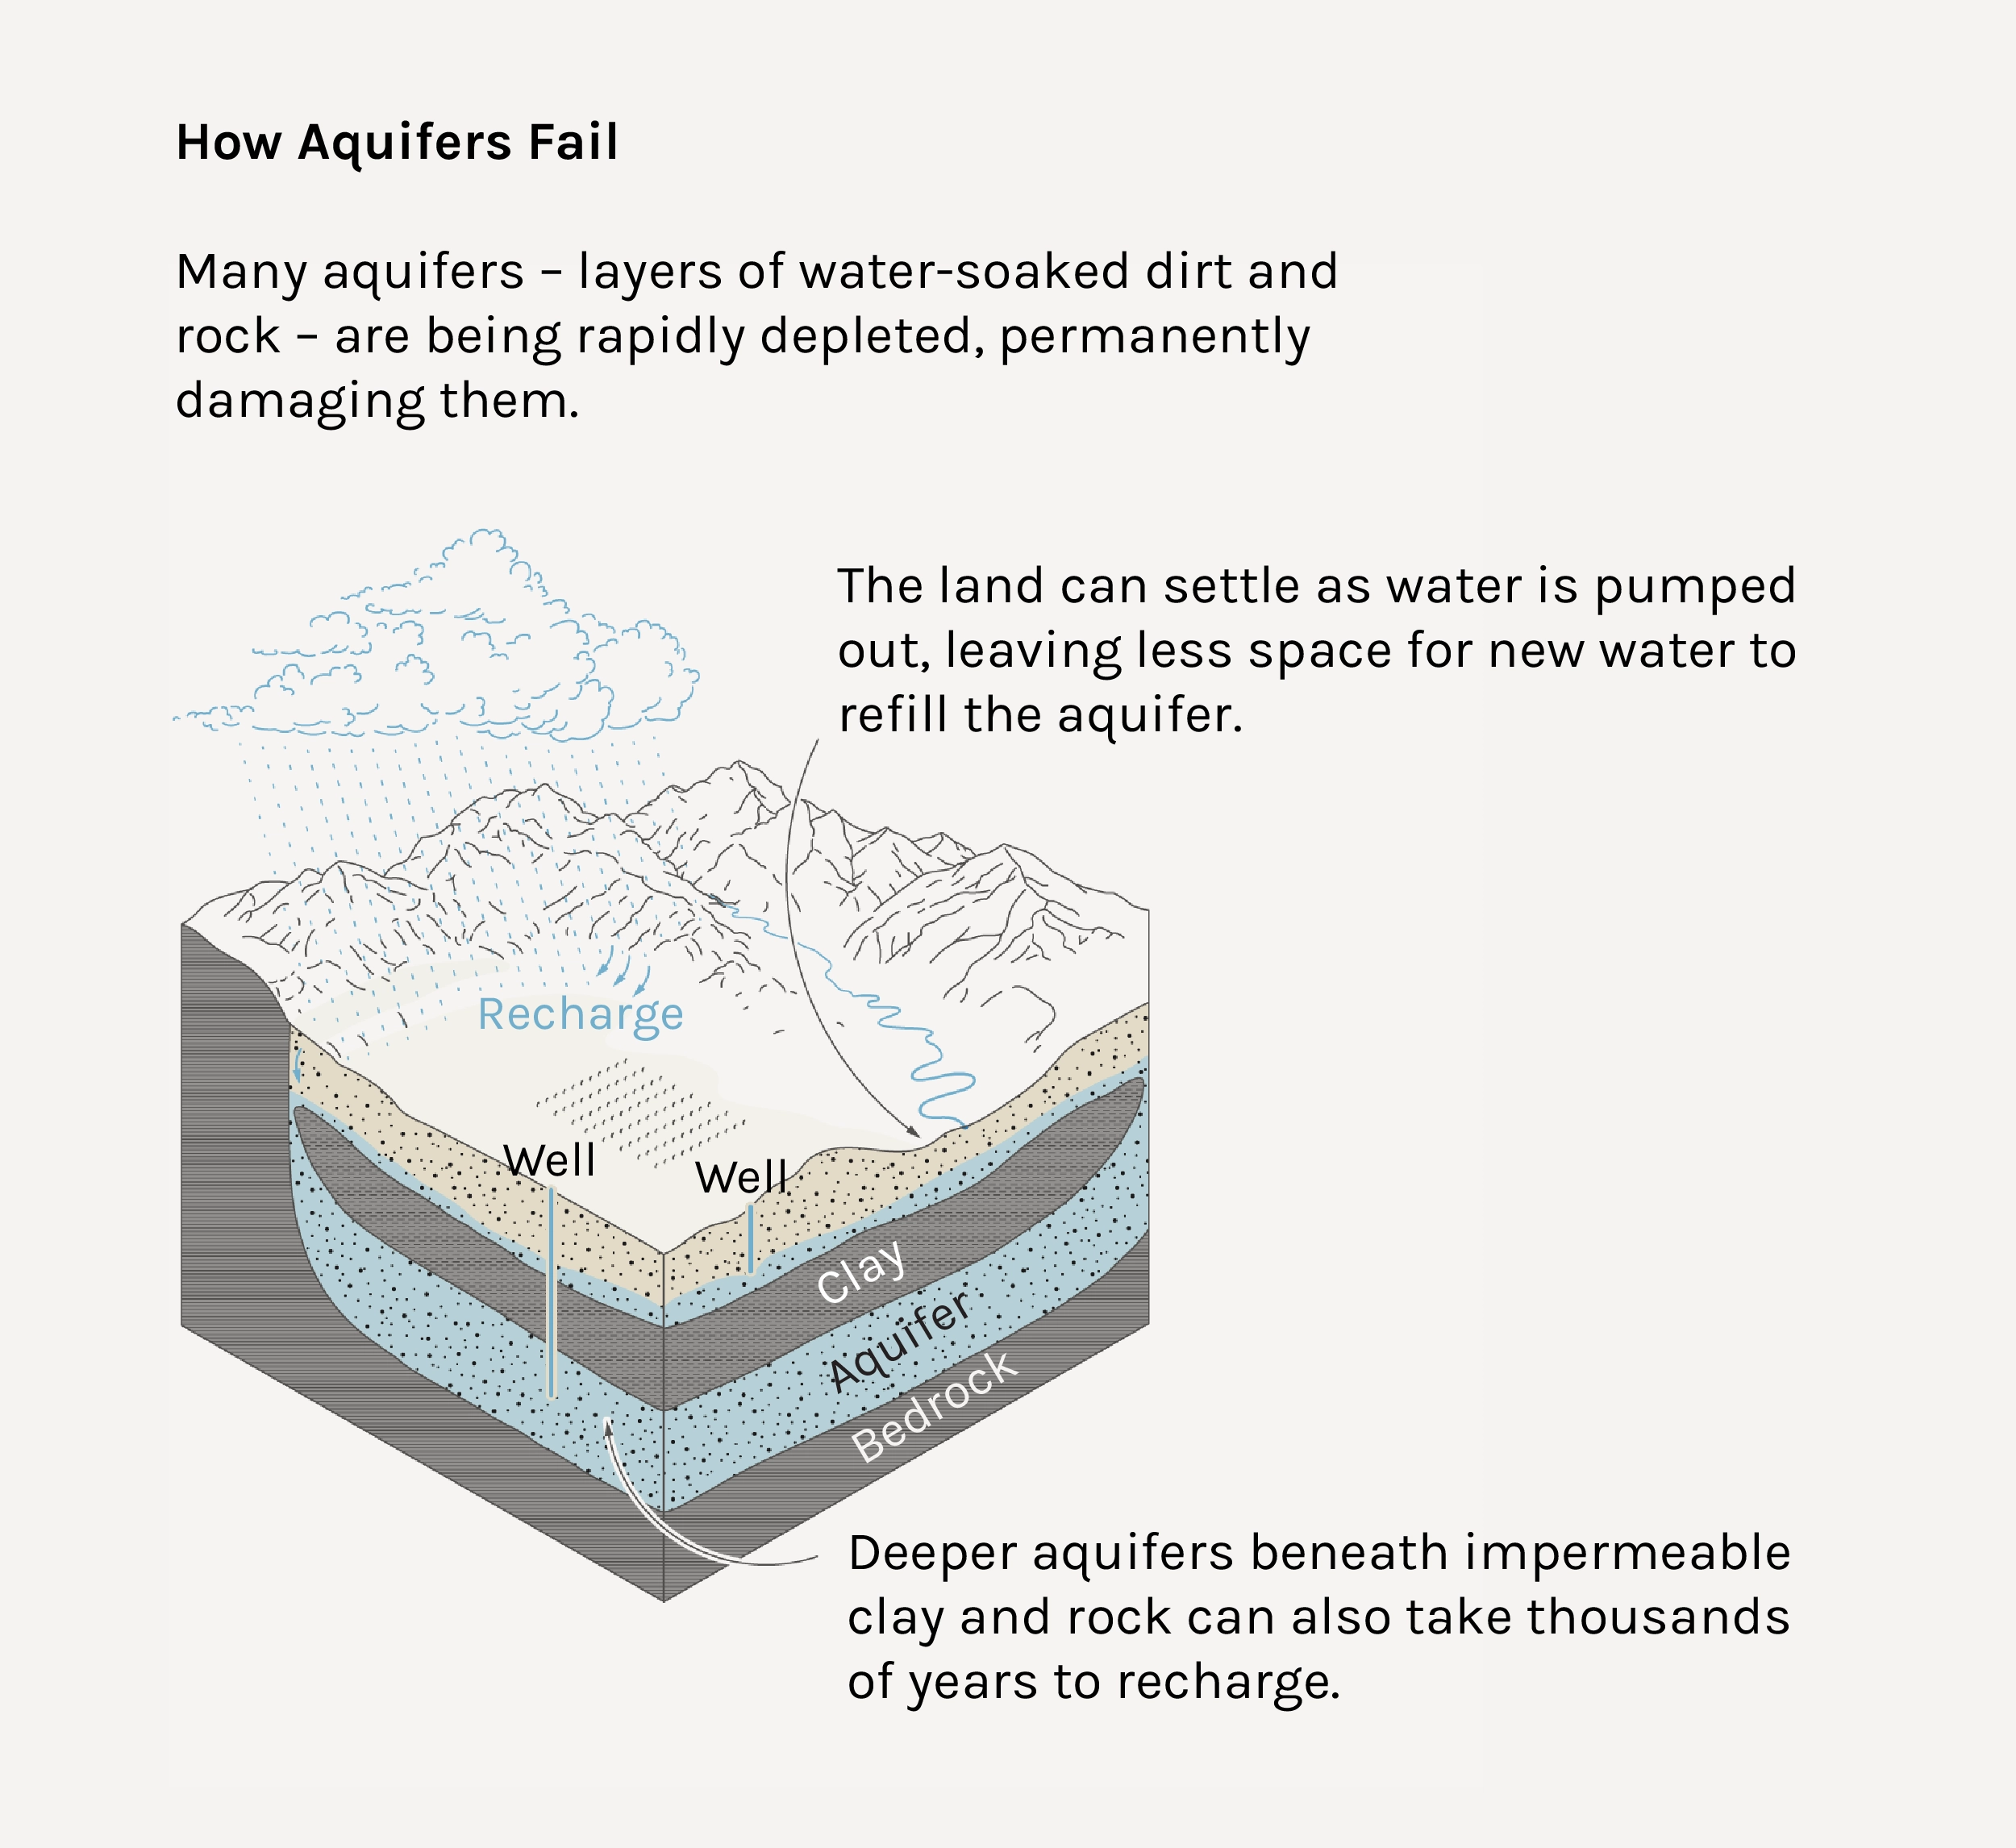 How Aquifers Fail
Many aquifers – layers of water-soaked dirt and
rock – are being rapidly depleted, permanently
damaging them.
The land can settle as water is pumped
out, leaving less space for new water to
refill the aquifer.
Recharge
Well
Well
Clay
Aquifer
Bedrock
Deeper aquifers beneath impermeable
clay and rock can also take thousands
of years to recharge.